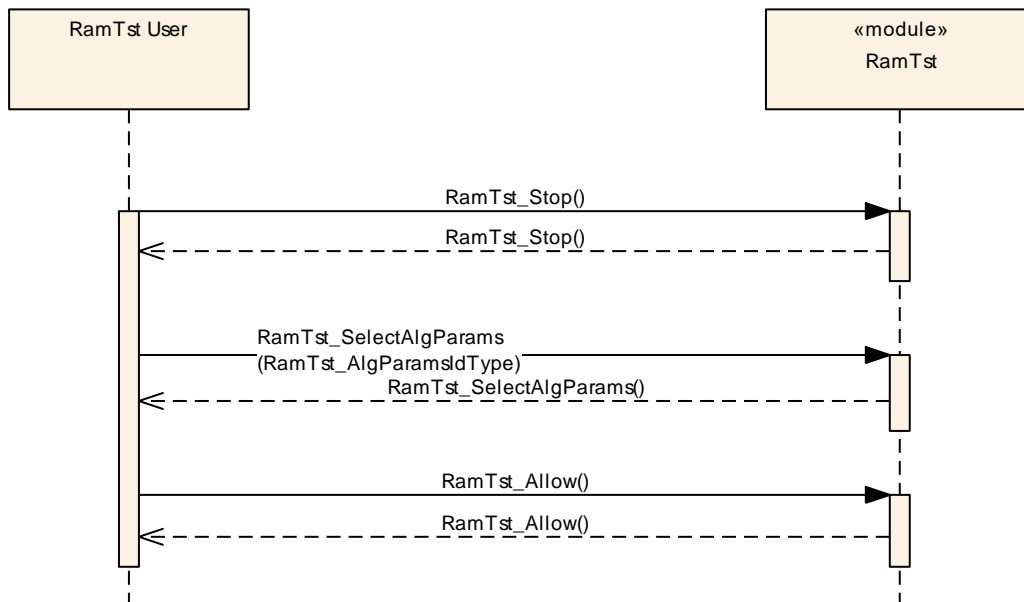 RamTst User
«module»
RamTst
RamTst_Stop()
RamTst_Stop()
RamTst_SelectAlgParams
(RamTst_AlgParamsIdType)
RamTst_SelectAlgParams()
RamTst_Allow()
RamTst_Allow()